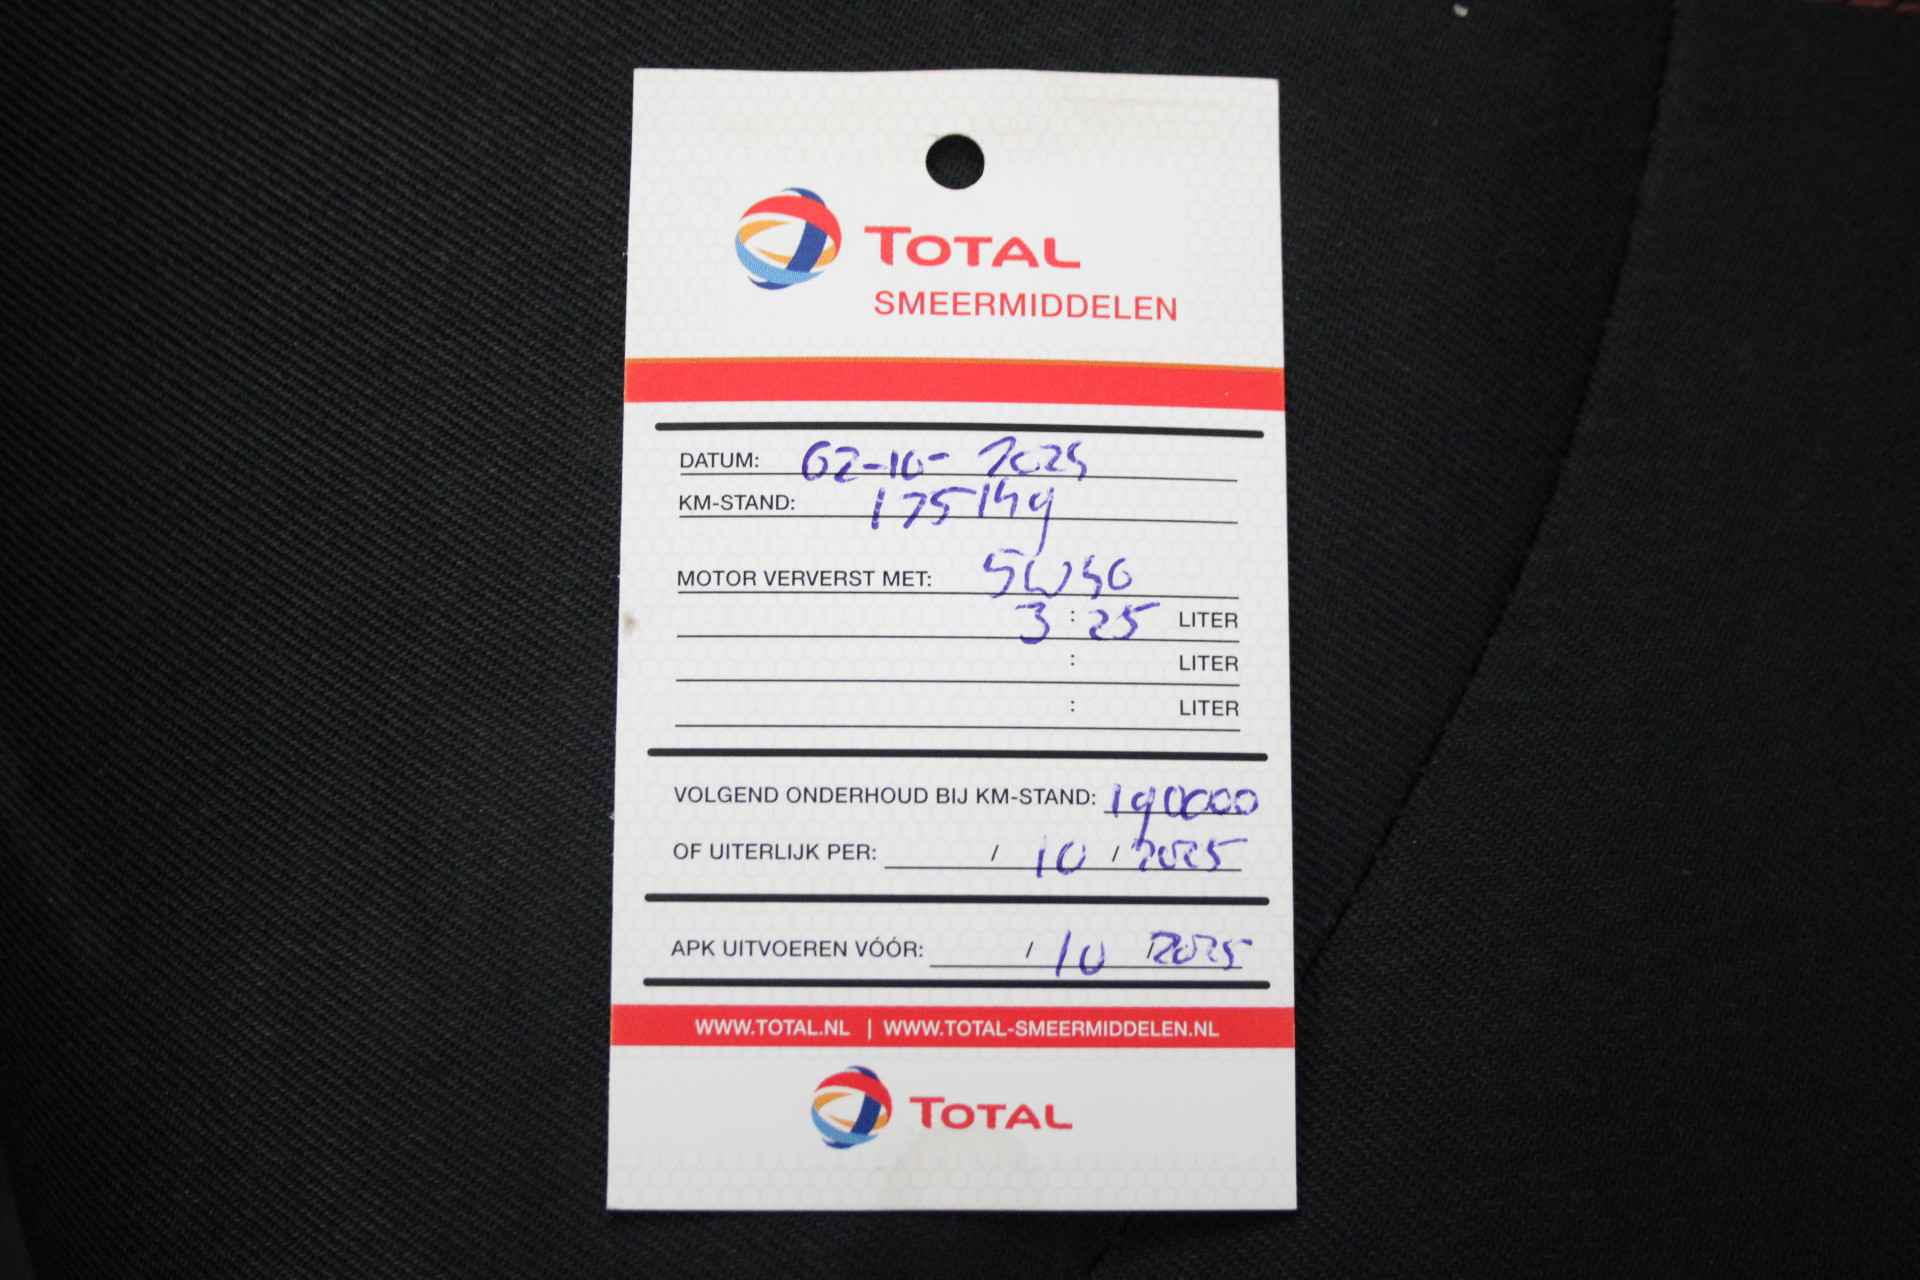 TOTAL
SMEERMIDDELEN
DATUM: 02-10-2024
KM-STAND: 175149
MOTOR VERVERST MET: 5W40
3 : 25 LITER
: LITER
: LITER
VOLGEND ONDERHOUD BIJ KM-STAND: 190000
OF UITERLIJK PER: / 10 / 2025
APK UITVOEREN VÓÓR: / 10 / 2025
WWW.TOTAL.NL | WWW.TOTAL-SMEERMIDDELEN.NL
TOTAL